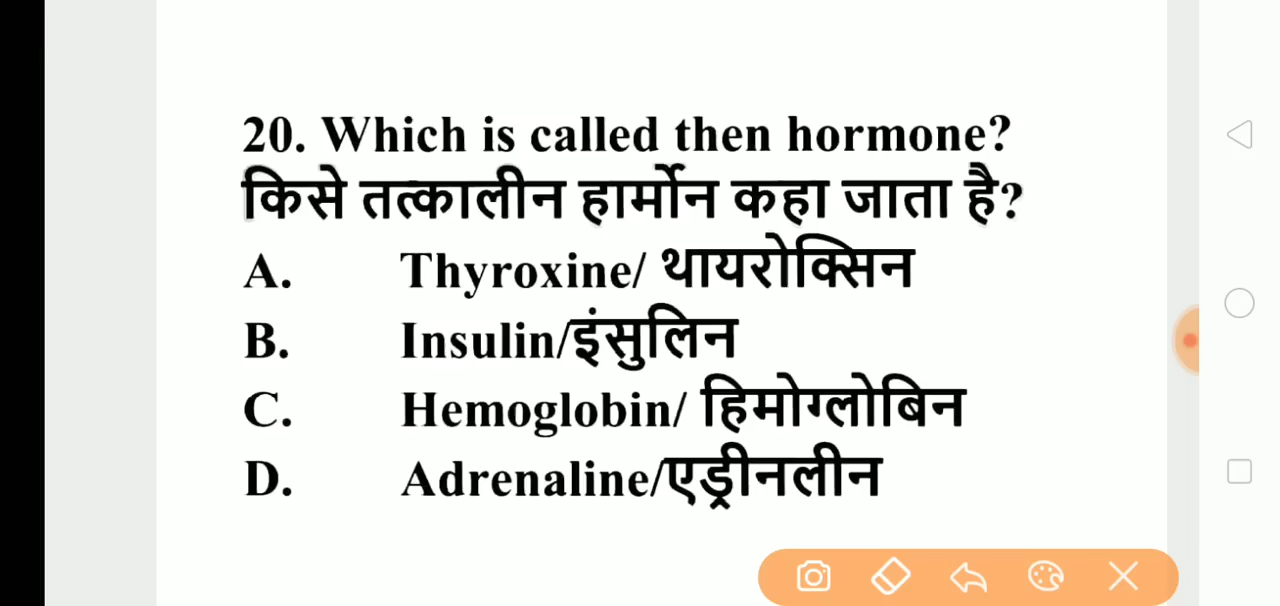 20. Which is called then hormone?
किसे तत्कालीन हार्मोन कहा जाता है?
A. Thyroxine/ थायरोक्सिन
B. Insulin/इंसुलिन
C. Hemoglobin/ हिमोग्लोबिन
D. Adrenaline/एड्रीनलीन